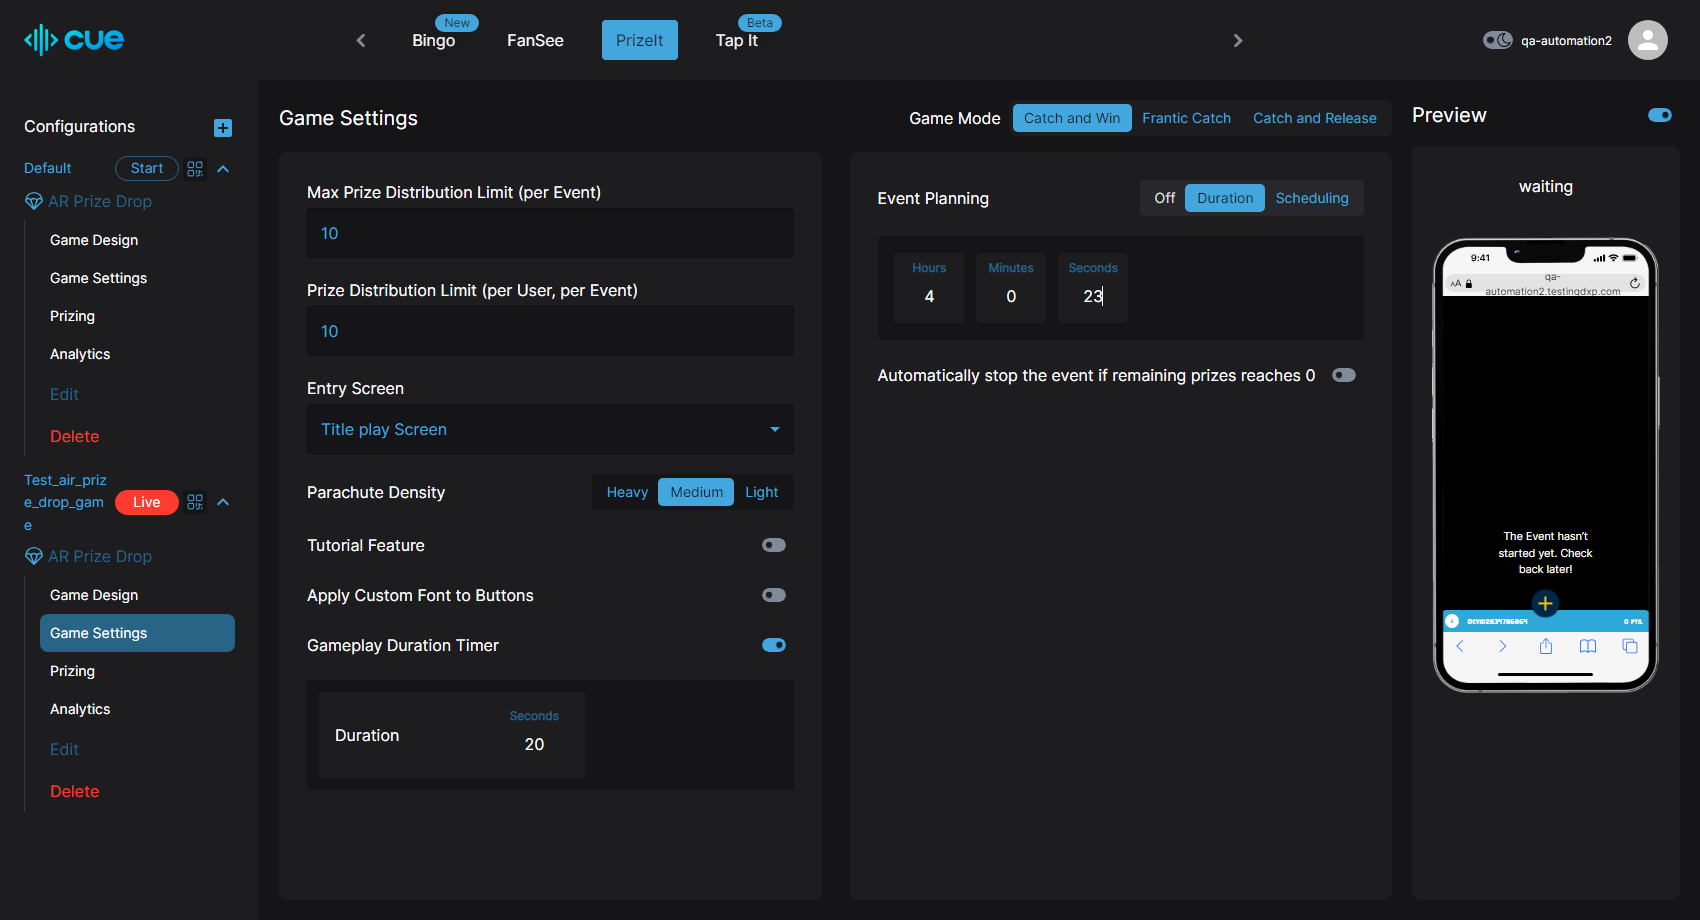 cue
New
Bingo
FanSee
PrizeIt
Beta
Tap It
qa-automation2
Configurations
Default
Start
AR Prize Drop
Game Design
Game Settings
Prizing
Analytics
Edit
Delete
Test_air_priz
e_drop_gam
e
Live
AR Prize Drop
Game Design
Game Settings
Prizing
Analytics
Edit
Delete
Game Settings
Game Mode
Catch and Win
Frantic Catch
Catch and Release
Max Prize Distribution Limit (per Event)
10
Prize Distribution Limit (per User, per Event)
10
Entry Screen
Title play Screen
Parachute Density
Heavy
Medium
Light
Tutorial Feature
Apply Custom Font to Buttons
Gameplay Duration Timer
Duration
Seconds
20
Event Planning
Off
Duration
Scheduling
Hours
4
Minutes
0
Seconds
23
Automatically stop the event if remaining prizes reaches 0
Preview
waiting
9:41
AA
qa-
automation2.testingdxp.com
The Event hasn't
started yet. Check
back later!
0 PTS.